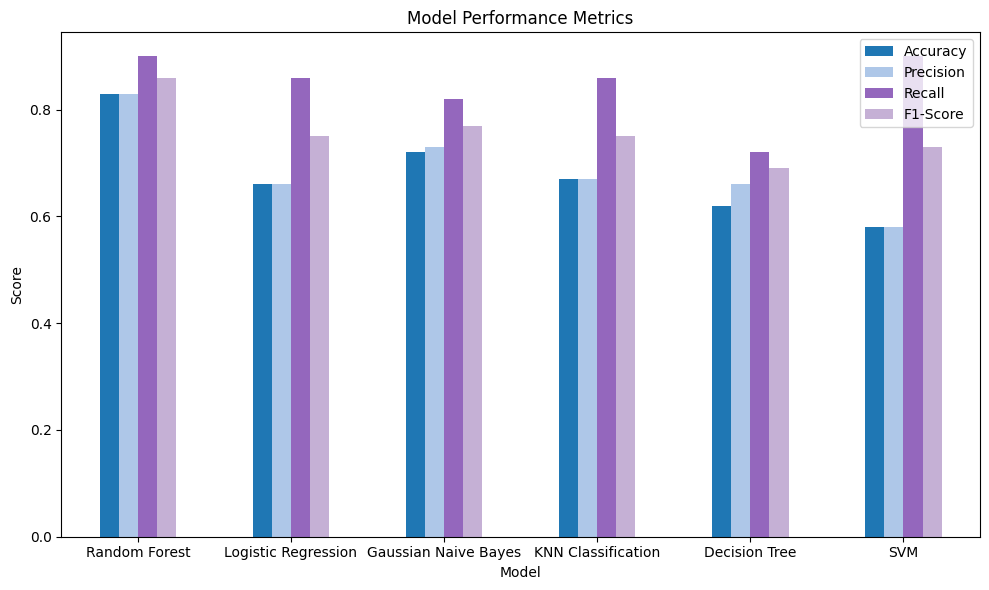 Model Performance Metrics
Accuracy
Precision
Recall
F1-Score
Score
0.8
0.6
0.4
0.2
0.0
Random Forest
Logistic Regression
Gaussian Naive Bayes
KNN Classification
Decision Tree
SVM
Model